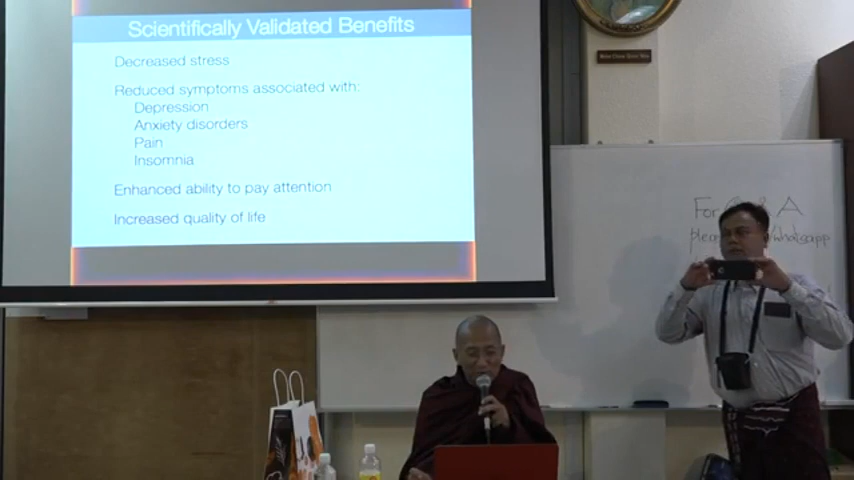 Scientifically Validated Benefits
Decreased stress
Reduced symptoms associated with:
Depression
Anxiety disorders
Pain
Insomnia
Enhanced ability to pay attention
Increased quality of life
For Q & A
whatsapp